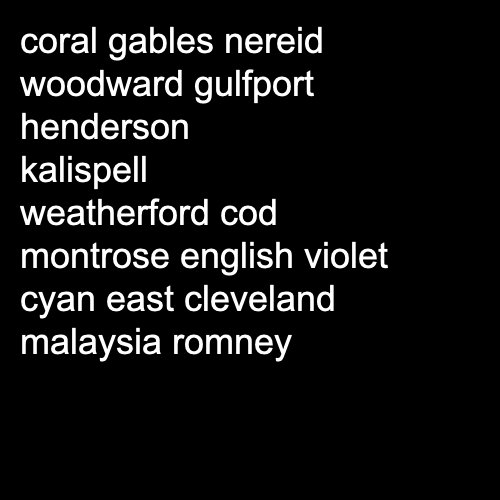 coral gables nereid
woodward gulfport
henderson
kalispell
weatherford cod
montrose english violet
cyan east cleveland
malaysia romney